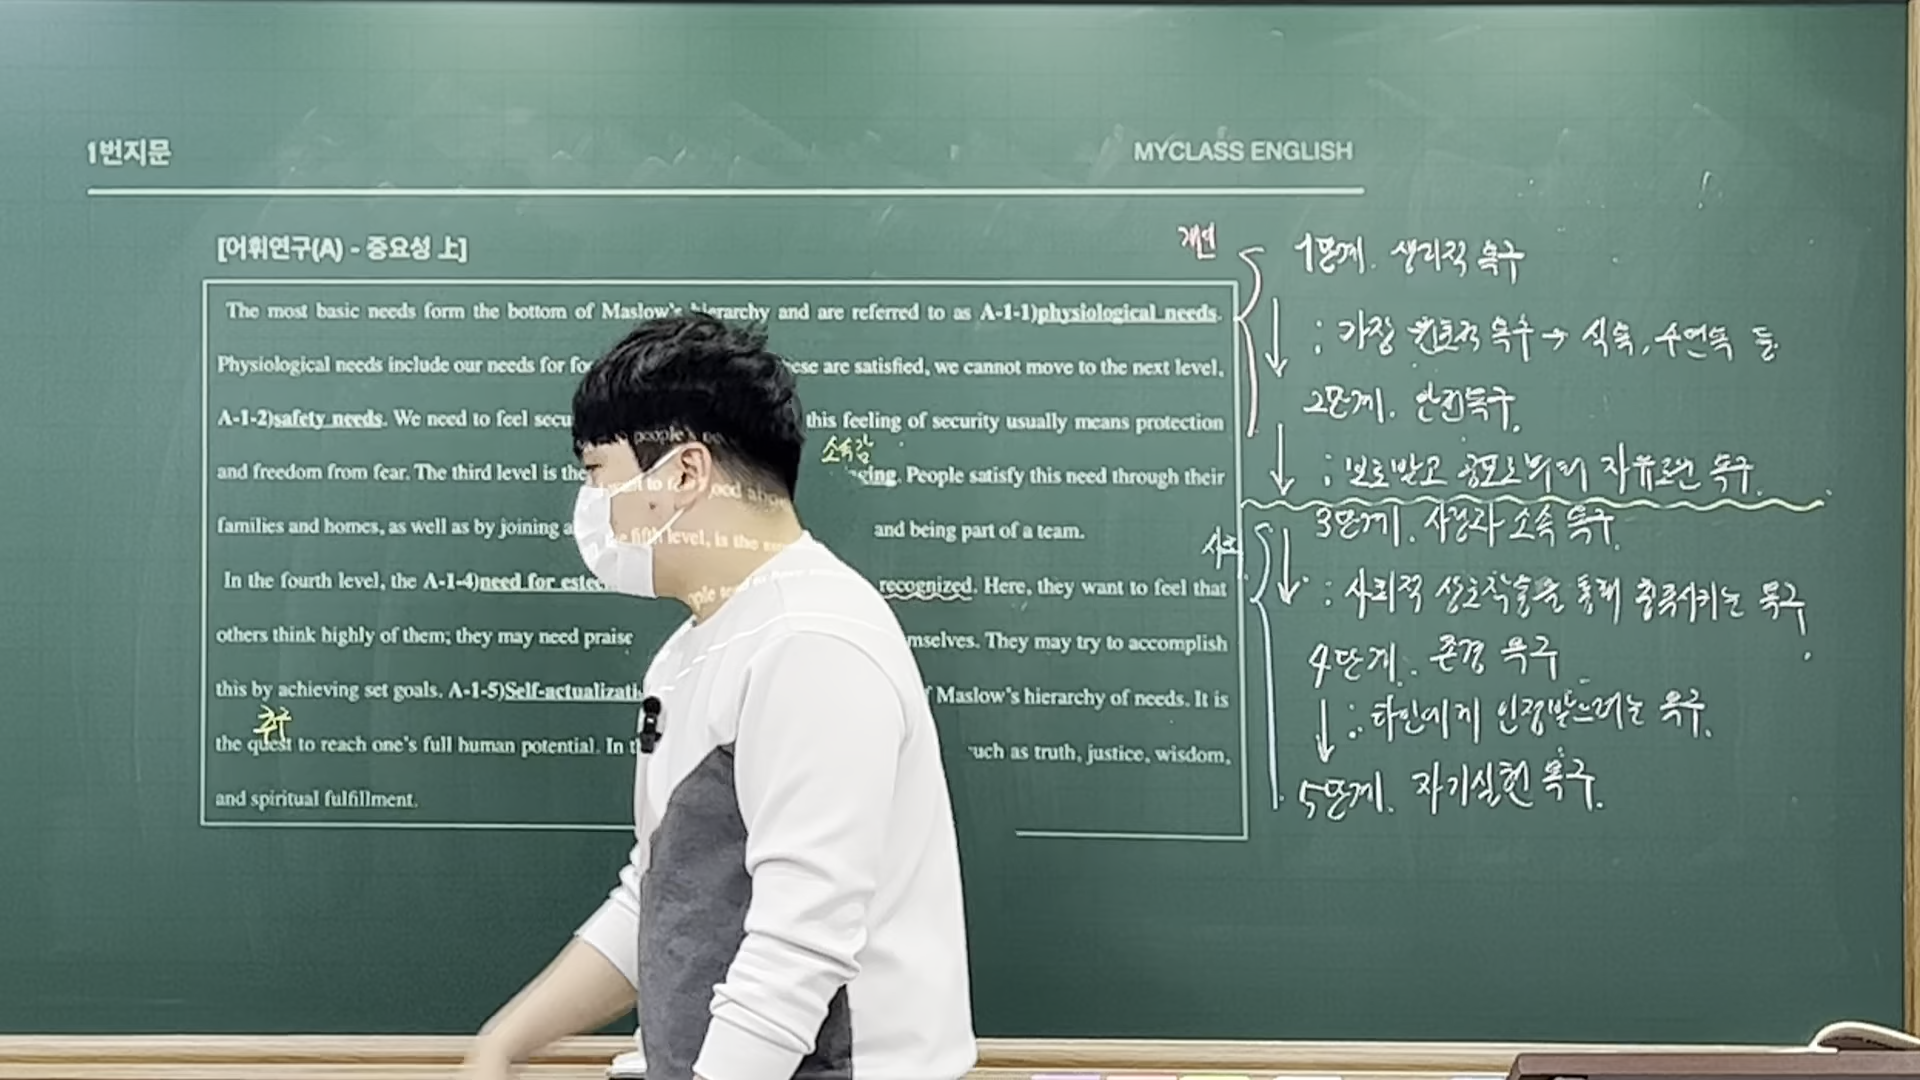 1번지문
MYCLASS ENGLISH
[어휘연구(A) - 중요성 上]
The most basic needs form the bottom of Maslow's hierarchy and are referred to as A-1-1)physiological needs.
Physiological needs include our needs for are satisfied, we cannot move to the next level,
A-1-2)safety needs. We need to feel this feeling of security usually means protection
소속감
and freedom from fear. The third level is the People satisfy this need through their
families and homes, as well as by joining and being part of a team.
In the fourth level, the A-1-4)need for recognized. Here, they want to feel that
others think highly of them; they may need praise They may try to accomplish
this by achieving set goals. A-1-5) Maslow's hierarchy of needs. It is
추구
the quest to reach one's full human potential. In as truth, justice, wisdom,
and spiritual fulfillment.
개인
1단계. 생리적 욕구
: 가장 기초적 욕구 → 식욕, 수면욕 등
2단계. 안전욕구.
: 보호받고 공포로부터 자유로운 욕구.
사회
3단계. 사랑과 소속 욕구.
: 사회적 상호작용을 통해 충족시키는 욕구
4단계. 존경 욕구
: 타인에게 인정받으려는 욕구.
5단계. 자기실현 욕구.